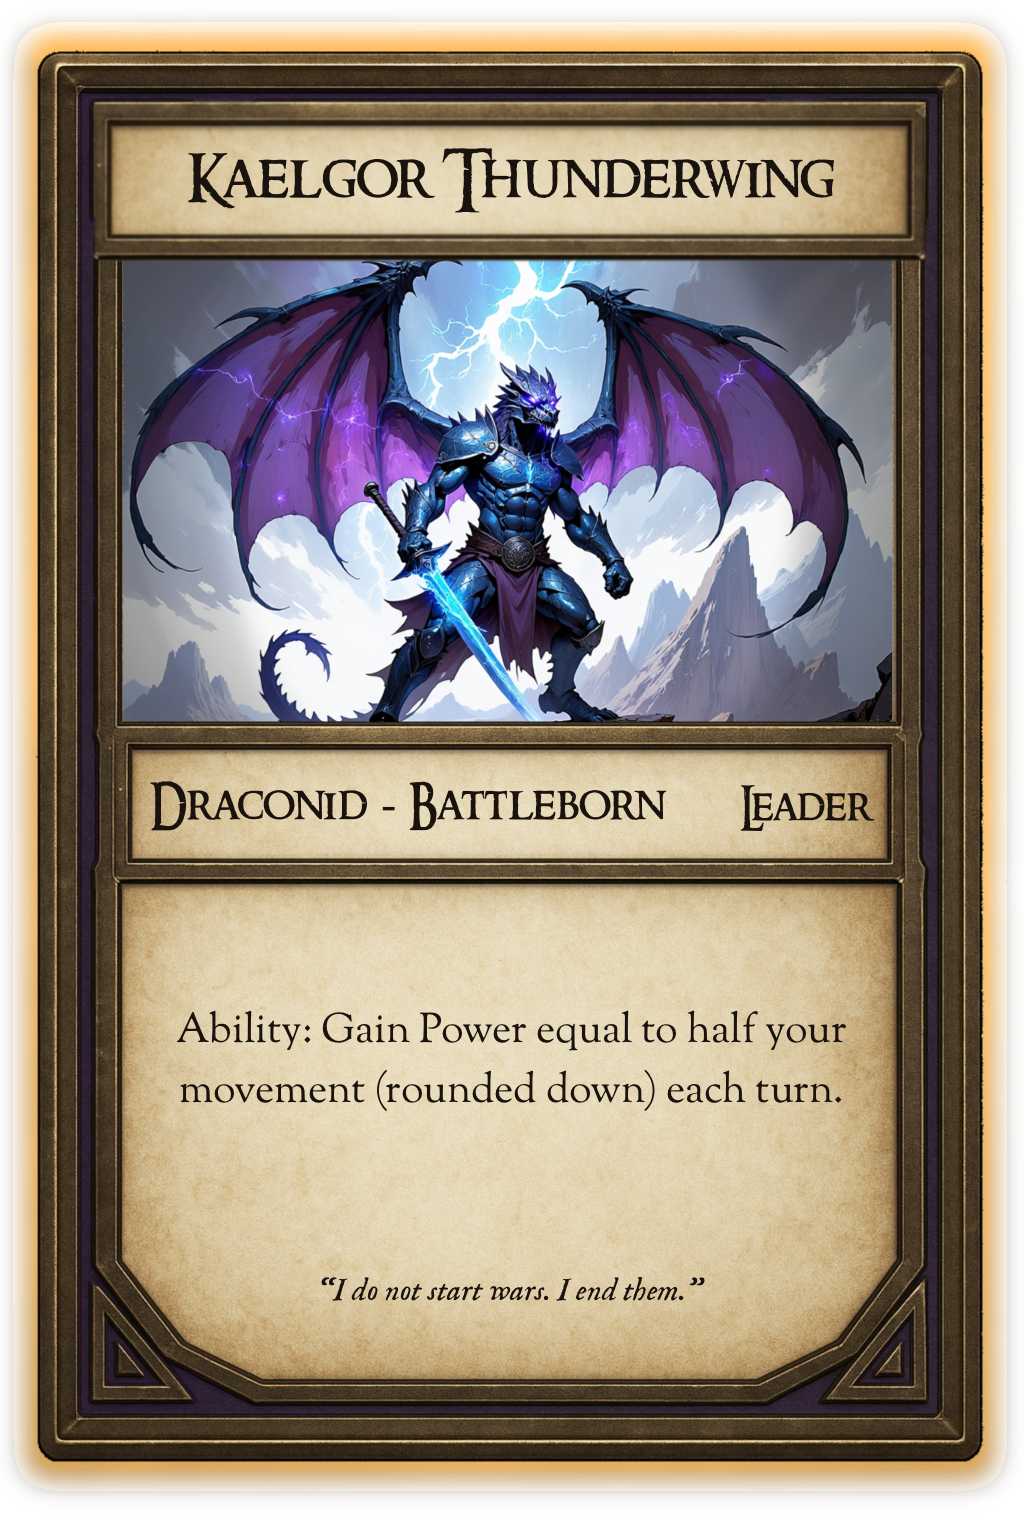 Kaelgor Thunderwing
Draconid - Battleborn Leader
Ability: Gain Power equal to half your
movement (rounded down) each turn.
“I do not start wars. I end them.”